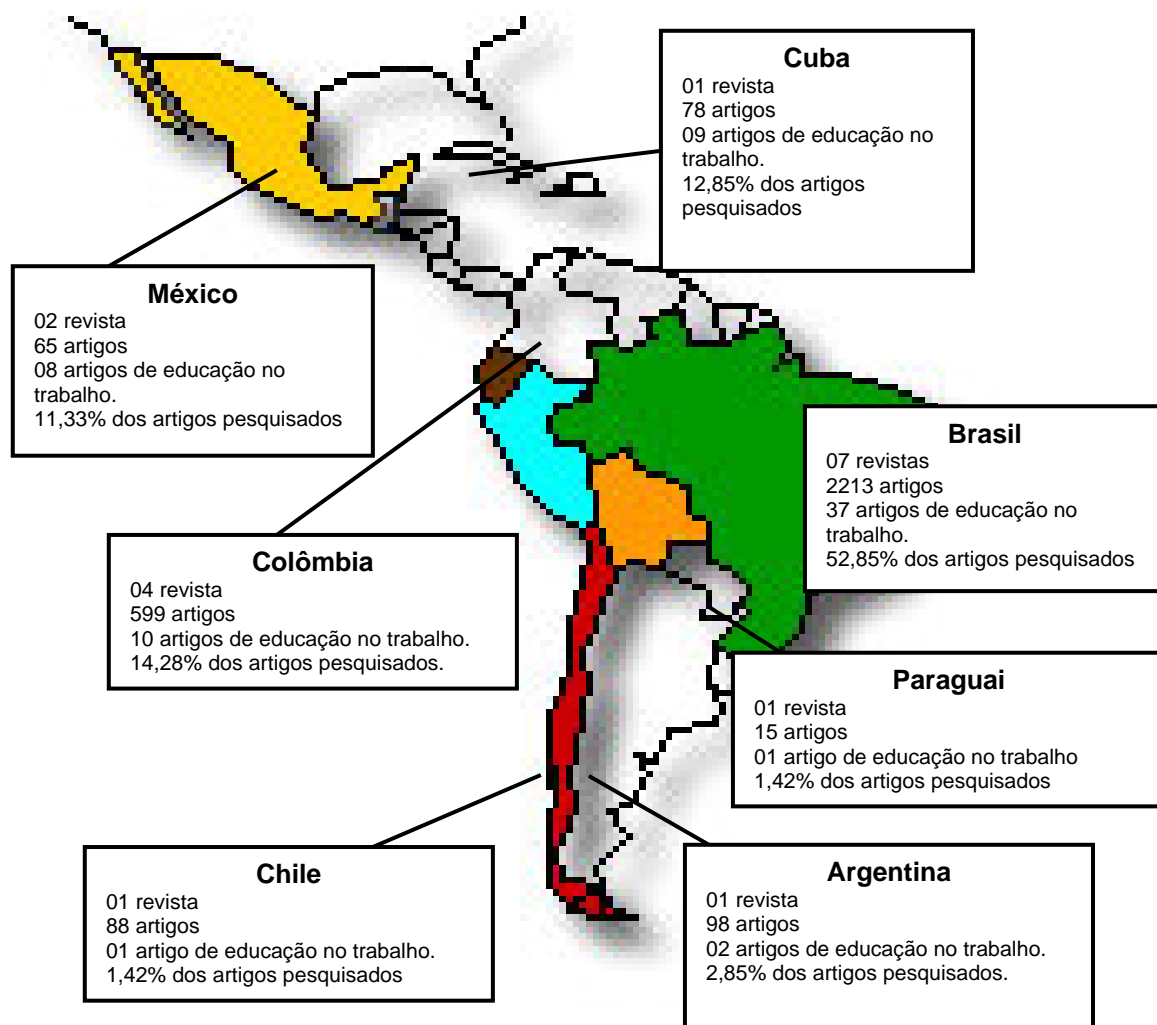 Cuba
01 revista
78 artigos
09 artigos de educação no
trabalho.
12,85% dos artigos
pesquisados
México
02 revista
65 artigos
08 artigos de educação no
trabalho.
11,33% dos artigos pesquisados
Brasil
07 revistas
2213 artigos
37 artigos de educação no
trabalho.
52,85% dos artigos pesquisados
Colômbia
04 revista
599 artigos
10 artigos de educação no trabalho.
14,28% dos artigos pesquisados.
Paraguai
01 revista
15 artigos
01 artigo de educação no trabalho
1,42% dos artigos pesquisados
Chile
01 revista
88 artigos
01 artigo de educação no trabalho.
1,42% dos artigos pesquisados
Argentina
01 revista
98 artigos
02 artigos de educação no trabalho.
2,85% dos artigos pesquisados.